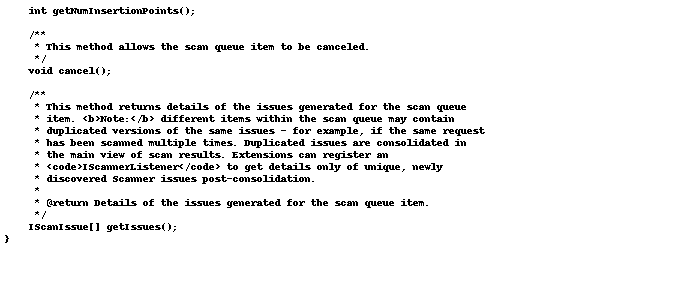 int getNumInsertionPoints();
/**
* This method allows the scan queue item to be canceled.
*/
void cancel();
/**
* This method returns details of the issues generated for the scan queue
* item. <b>Note:</b> different items within the scan queue may contain
* duplicated versions of the same issues - for example, if the same request
* has been scanned multiple times. Duplicated issues are consolidated in
* the main view of scan results. Extensions can register an
* <code>IScannerListener</code> to get details only of unique, newly
* discovered Scanner issues post-consolidation.
*
* @return Details of the issues generated for the scan queue item.
*/
IScanIssue[] getIssues();
}